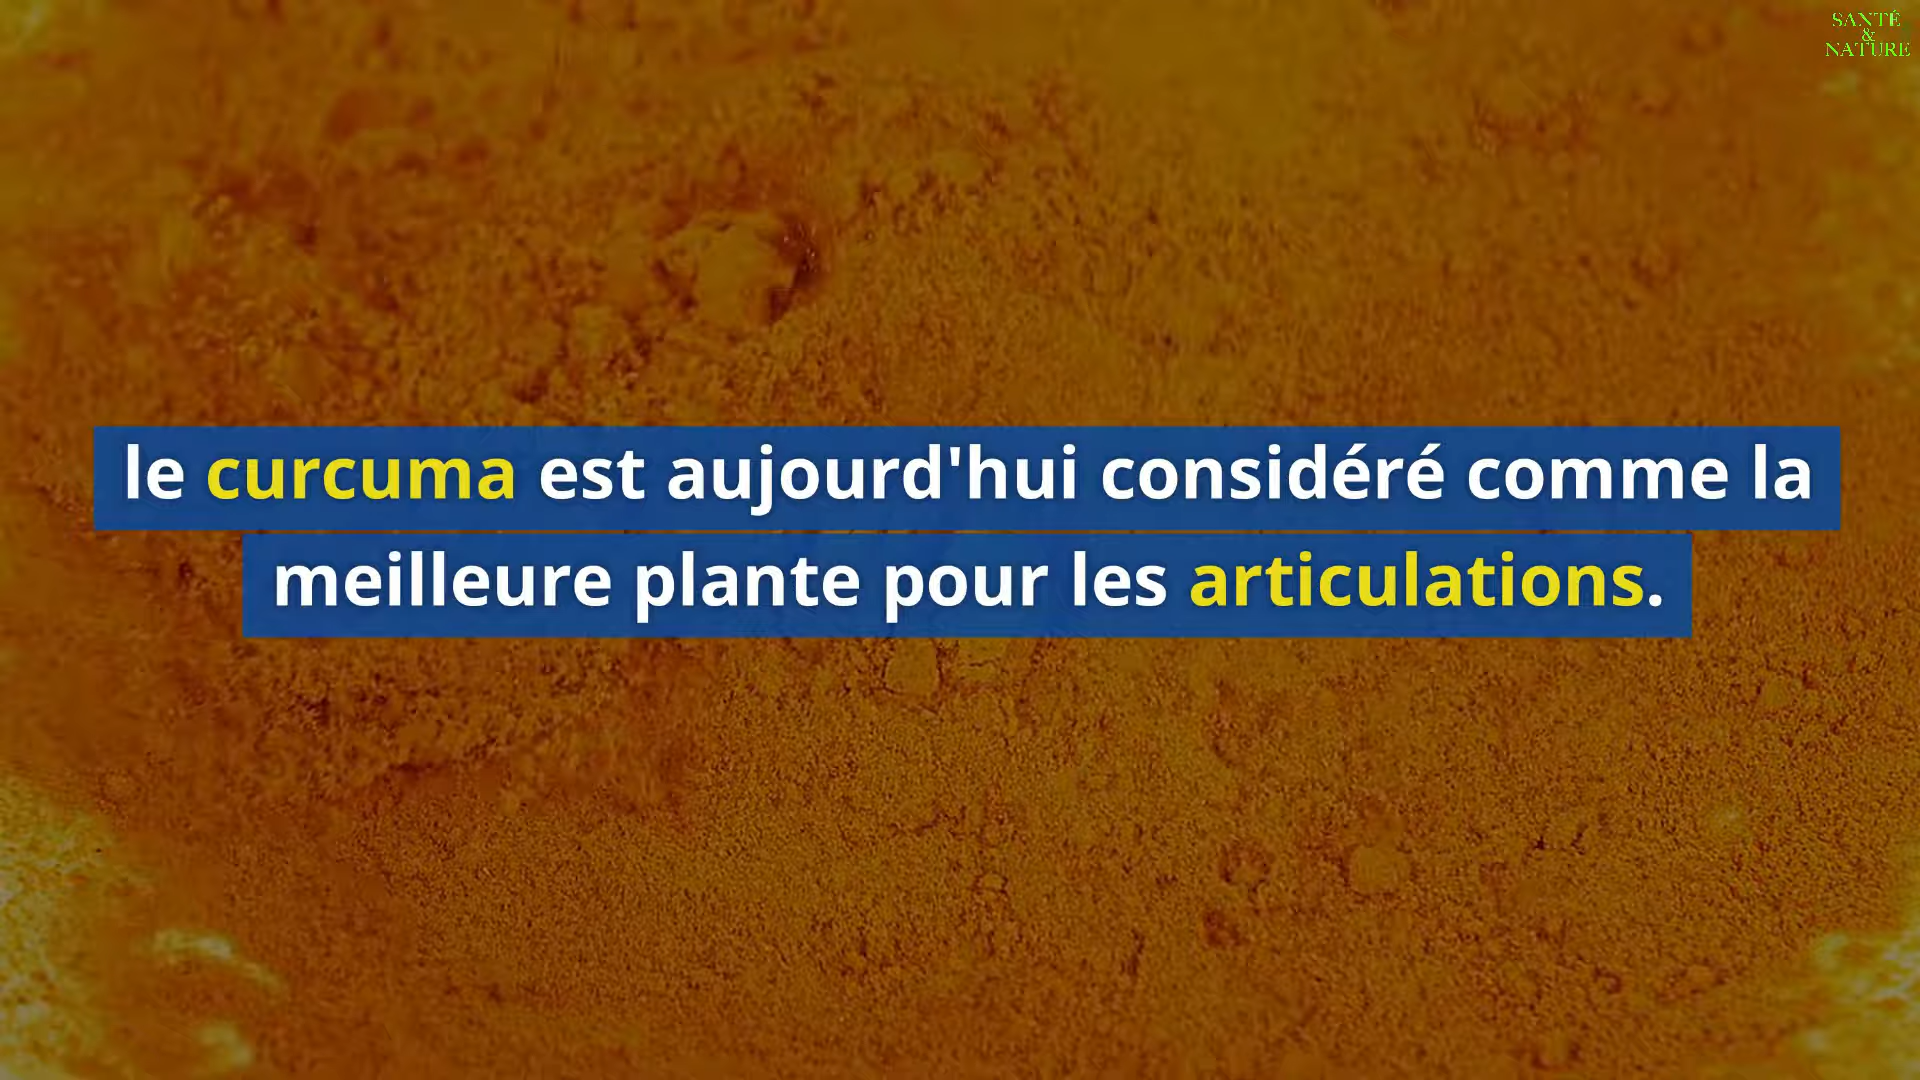 SANTÉ
&
NATURE
le curcuma est aujourd'hui considéré comme la
meilleure plante pour les articulations.